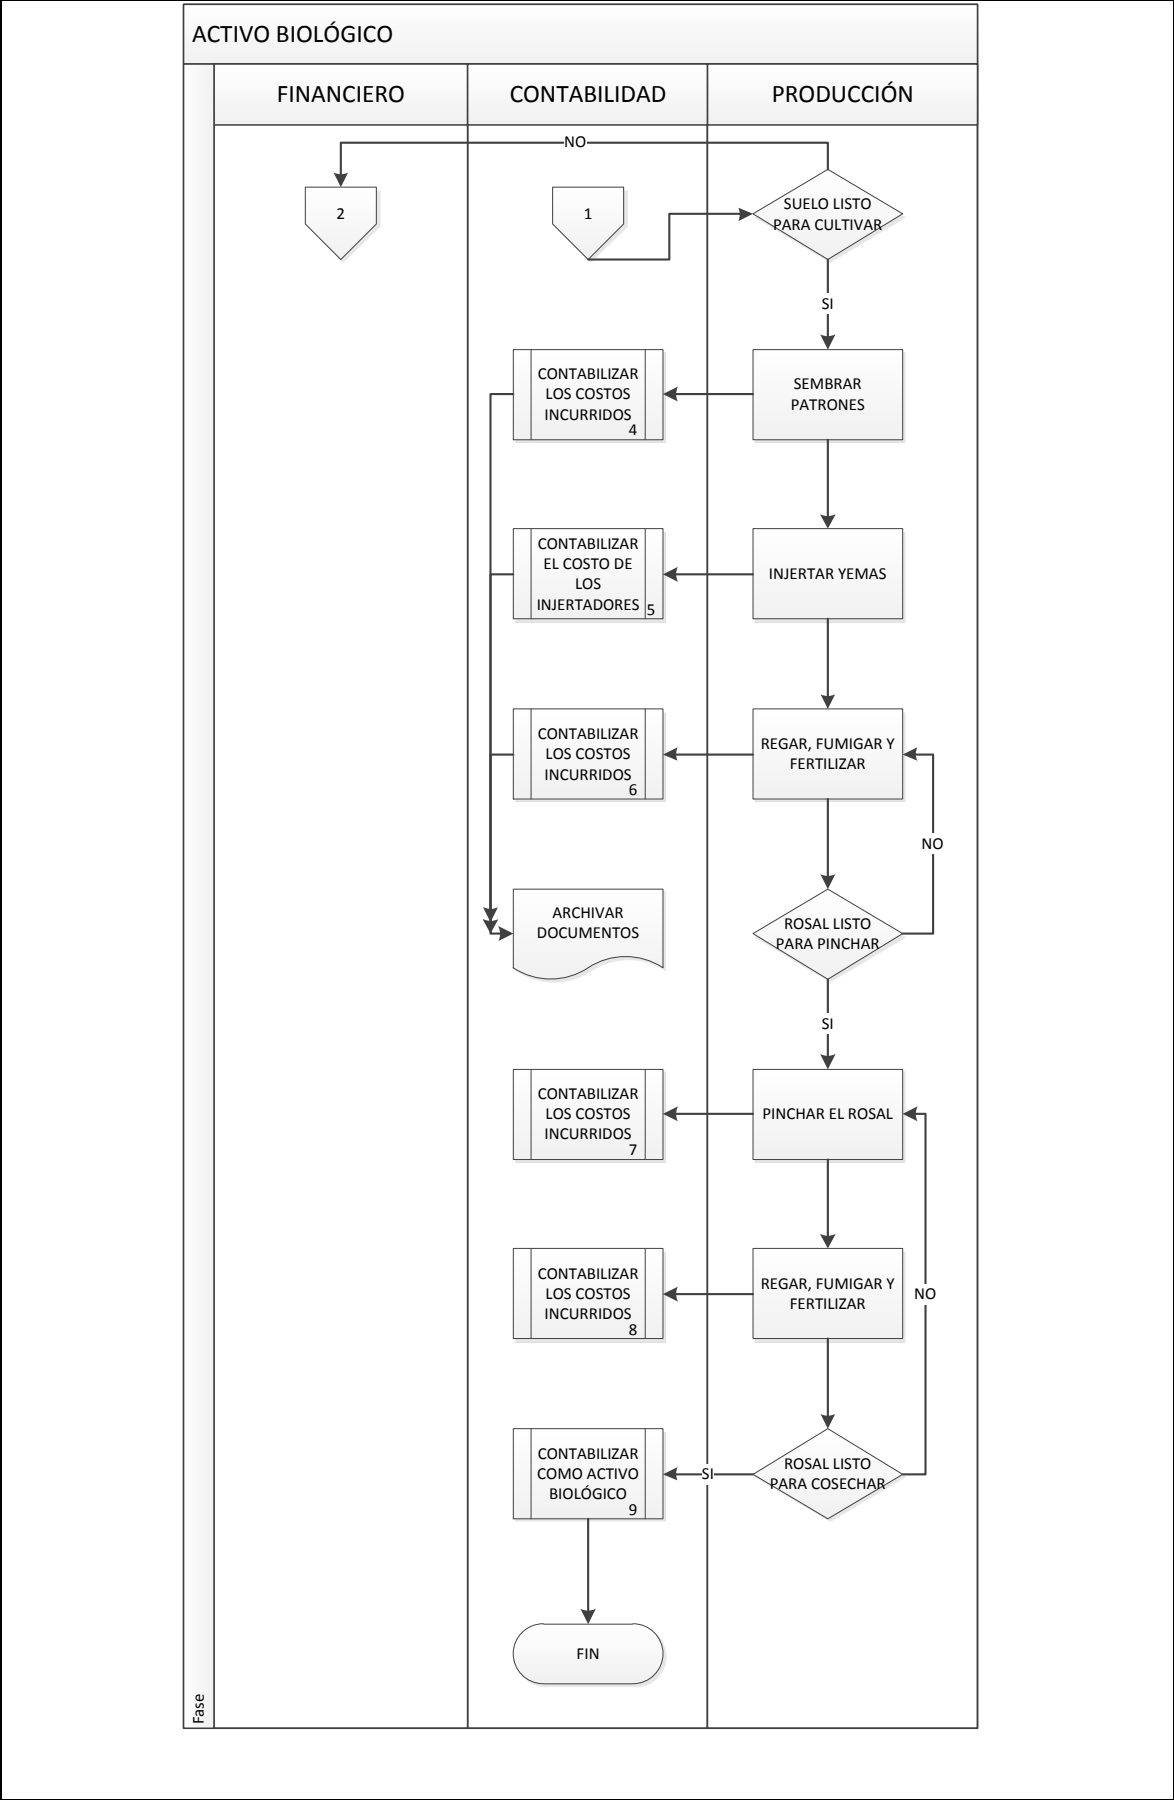 ACTIVO BIOLÓGICO
FINANCIERO
CONTABILIDAD
PRODUCCIÓN
NO
2
1
SUELO LISTO
PARA CULTIVAR
SI
CONTABILIZAR
LOS COSTOS
INCURRIDOS
4
SEMBRAR
PATRONES
CONTABILIZAR
EL COSTO DE
LOS
INJERTADORES
5
INJERTAR YEMAS
CONTABILIZAR
LOS COSTOS
INCURRIDOS
6
REGAR, FUMIGAR Y
FERTILIZAR
NO
ARCHIVAR
DOCUMENTOS
ROSAL LISTO
PARA PINCHAR
SI
CONTABILIZAR
LOS COSTOS
INCURRIDOS
7
PINCHAR EL ROSAL
CONTABILIZAR
LOS COSTOS
INCURRIDOS
8
REGAR, FUMIGAR Y
FERTILIZAR
NO
CONTABILIZAR
COMO ACTIVO
BIOLÓGICO
9
SI
ROSAL LISTO
PARA COSECHAR
FIN
Fase